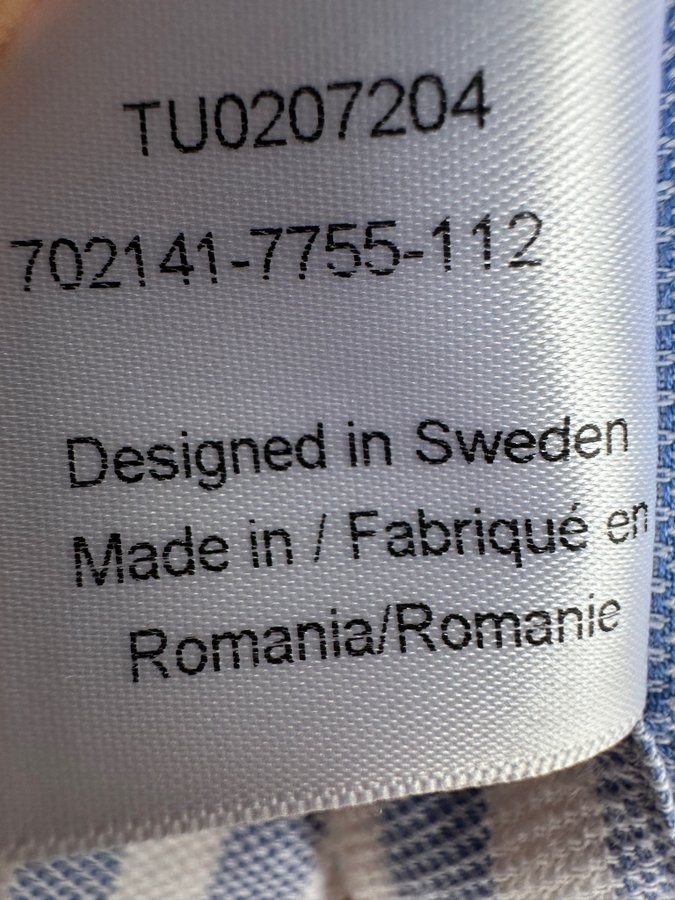 TU0207204
702141-7755-112
Designed in Sweden
Made in / Fabriqué en
Romania/Romanie